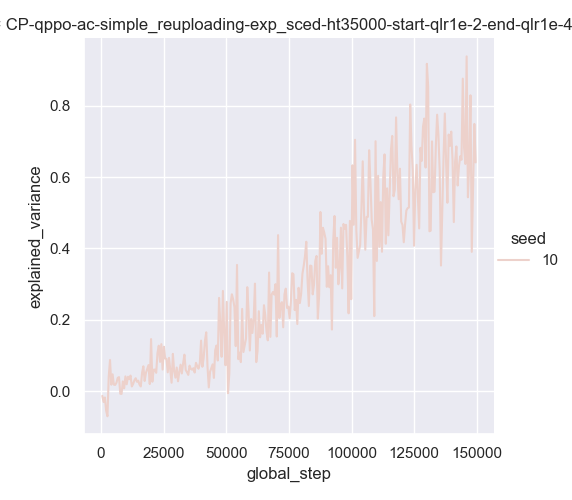 CP-qppo-ac-simple_reuploading-exp_sced-ht35000-start-qlr1e-2-end-qlr1e-4
explained_variance
0.8
0.6
0.4
0.2
0.0
0 25000 50000 75000 100000 125000 150000
global_step
seed
10